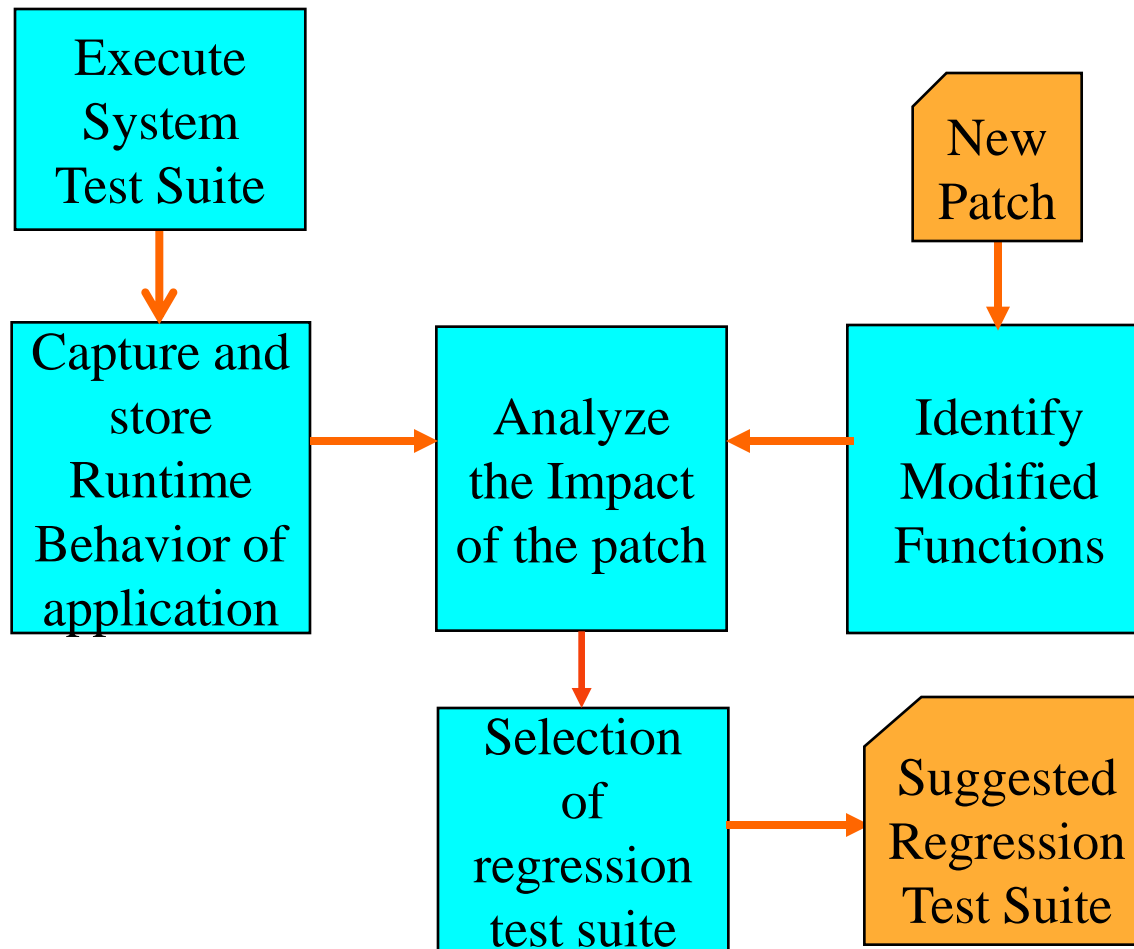 Execute
System
Test Suite
New
Patch
Capture and
store
Runtime
Behavior of
application
Analyze
the Impact
of the patch
Identify
Modified
Functions
Selection
of
regression
test suite
Suggested
Regression
Test Suite